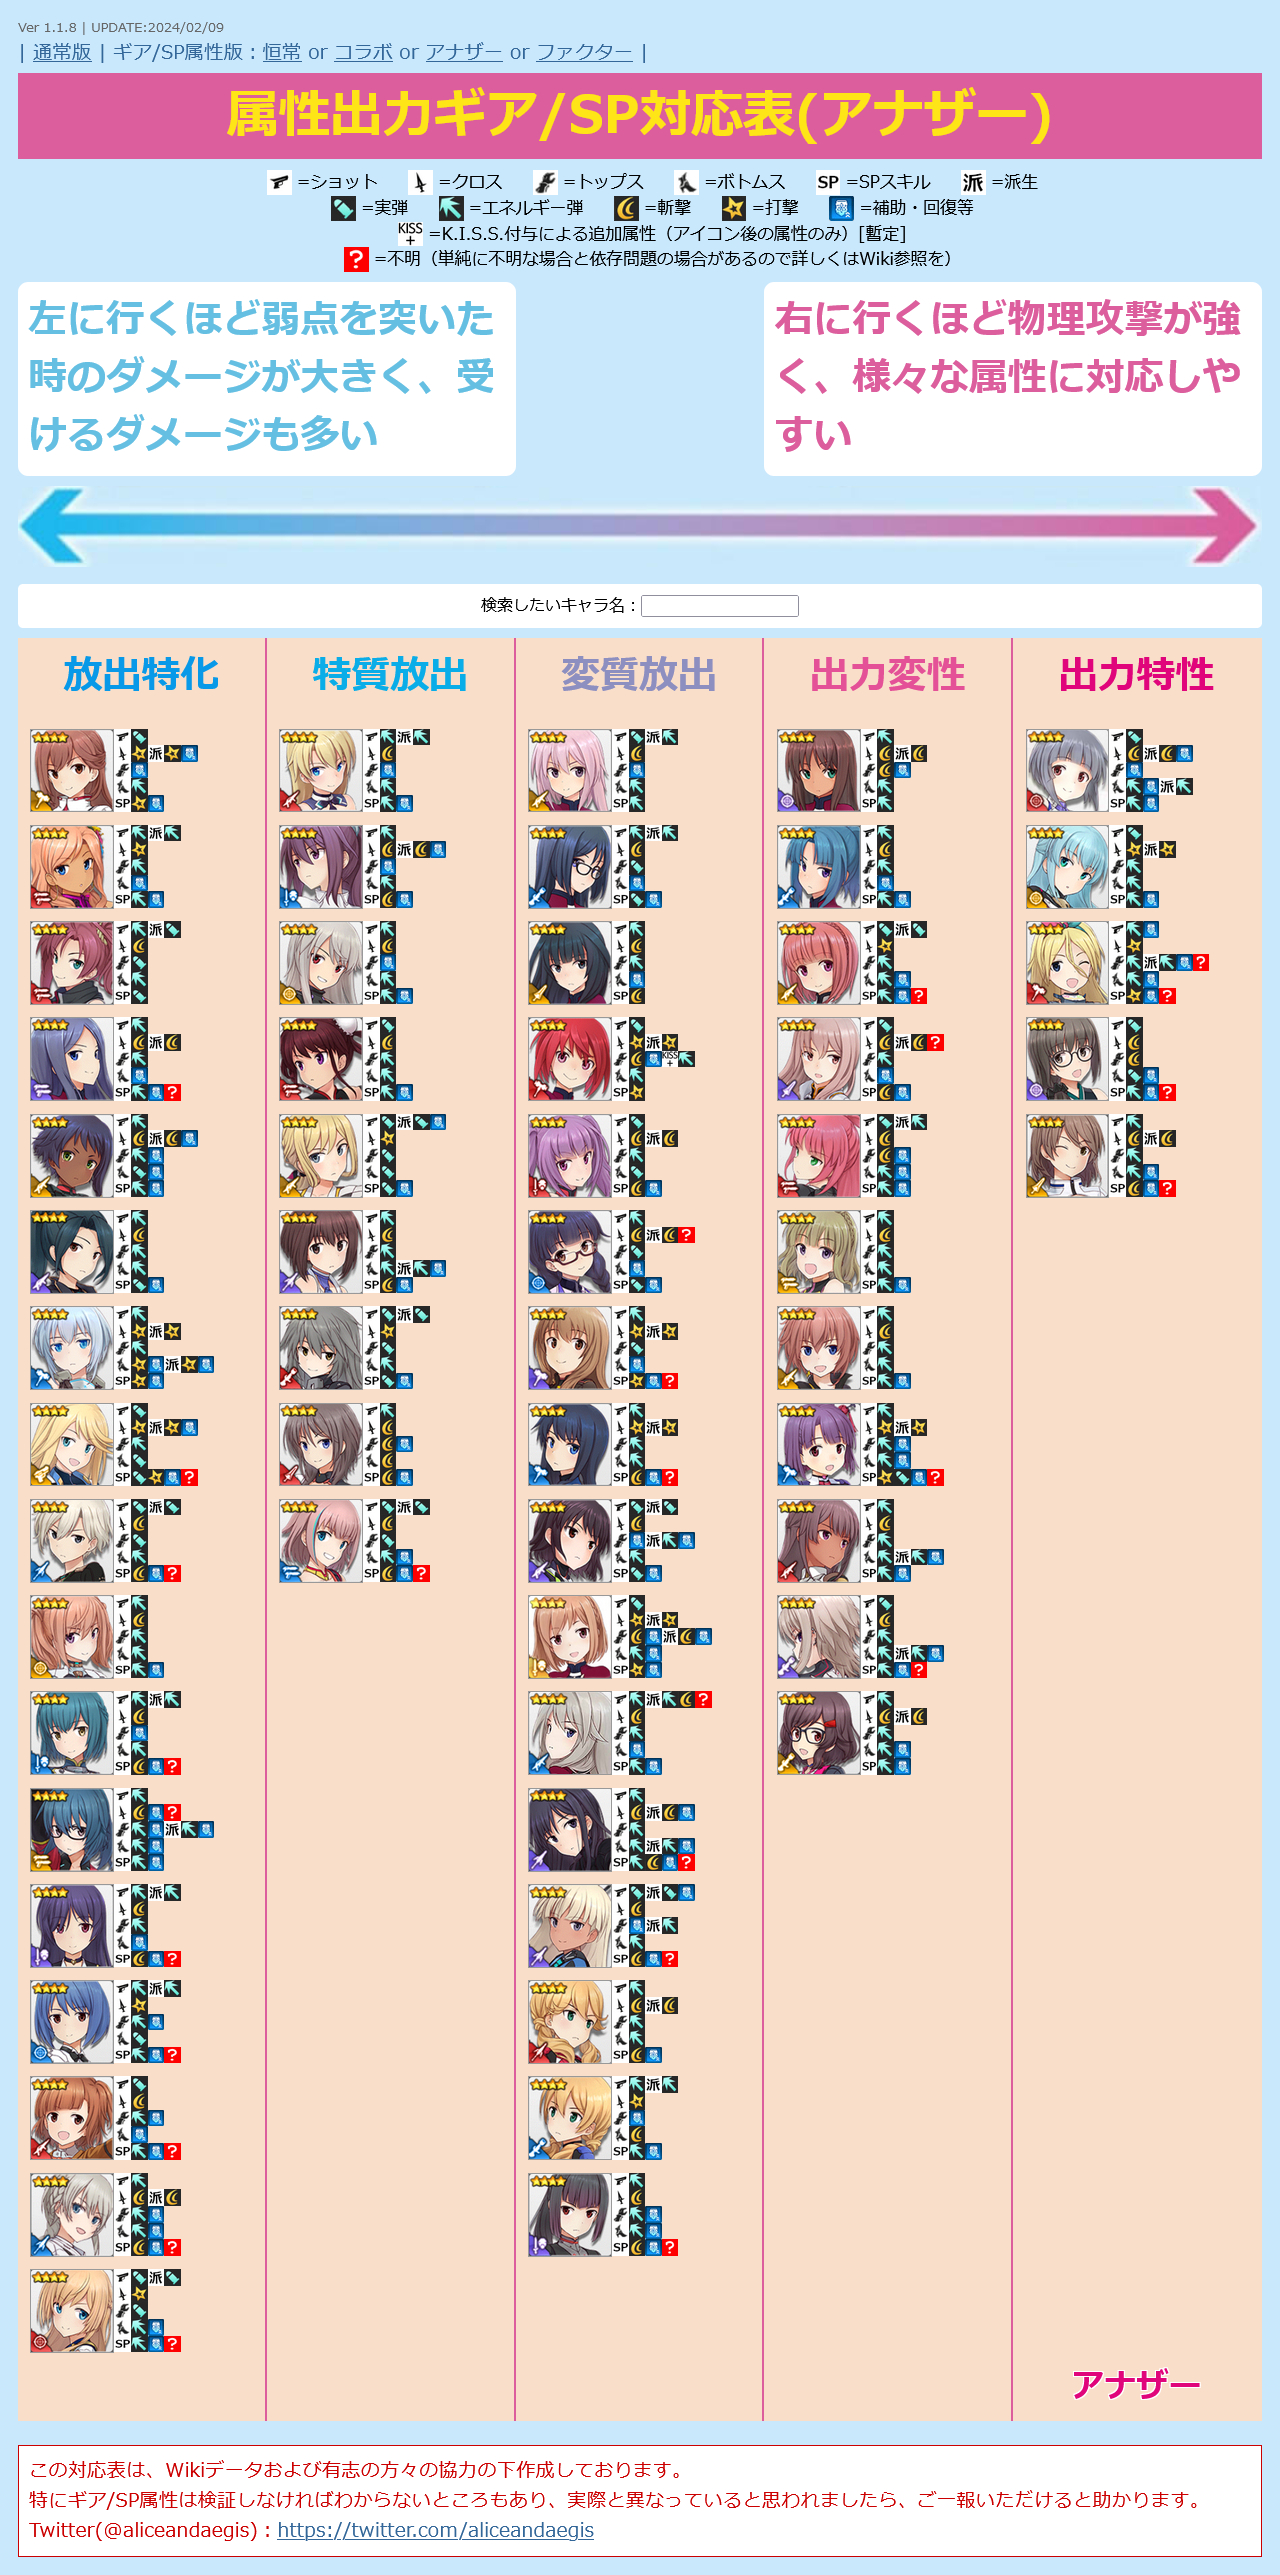 Ver 1.1.8 | UPDATE:2024/02/09
| 通常版 | ギア/SP属性版：恒常 or コラボ or アナザー or ファクター |
属性出力ギア/SP対応表(アナザー)
=ショット =クロス =トップス =ボトムス SP =SPスキル 派 =派生
=実弾 =エネルギー弾 =斬撃 =打撃 =補助・回復等
KISS+ =K.I.S.S.付与による追加属性（アイコン後の属性のみ）[暫定]
? =不明（単純に不明な場合と依存問題の場合があるので詳しくはWiki参照を）
左に行くほど弱点を突いた
時のダメージが大きく、受
けるダメージも多い
右に行くほど物理攻撃が強
く、様々な属性に対応しや
すい
検索したいキャラ名：
放出特化 特質放出 変質放出 出力変性 出力特性
アナザー
この対応表は、Wikiデータおよび有志の方々の協力の下作成しております。
特にギア/SP属性は検証しなければわからないところもあり、実際と異なっていると思われましたら、ご一報いただけると助かります。
Twitter(@aliceandaegis)：https://twitter.com/aliceandaegis